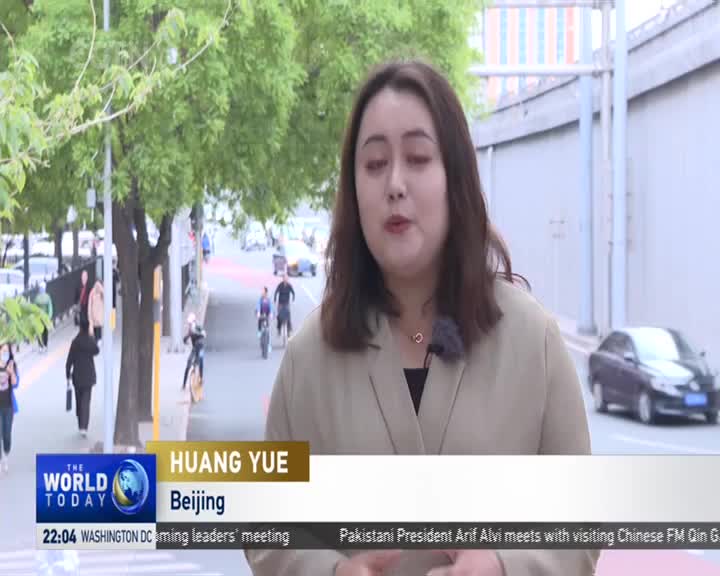 HUANG YUE
Beijing
THE
WORLD
TODAY
22:04 WASHINGTON DC
oming leaders' meeting Pakistani President Arif Alvi meets with visiting Chinese FM Qin G